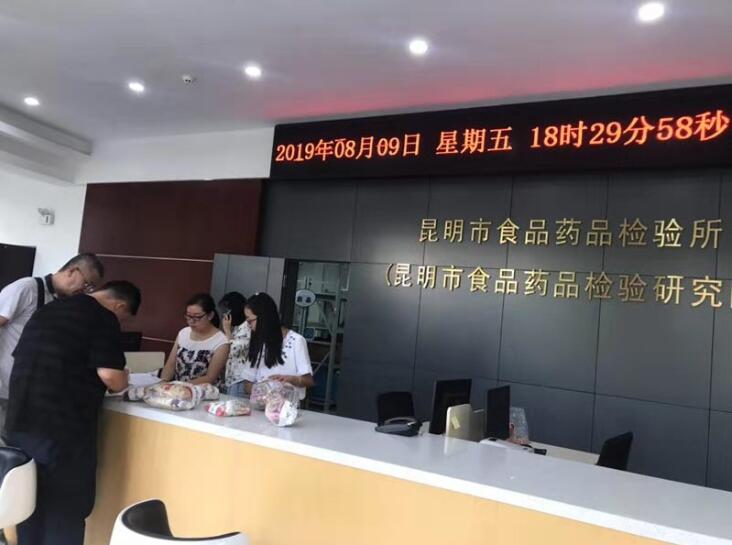 2019年08月09日 星期五 18时29分58秒
昆明市食品药品检验所
(昆明市食品药品检验研究